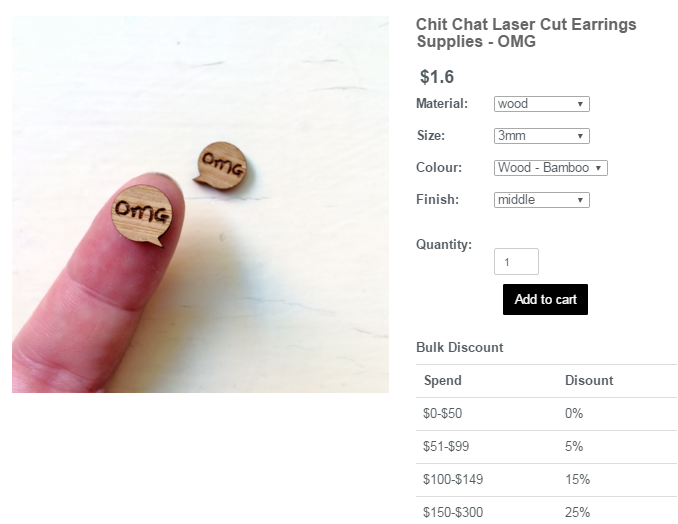 Chit Chat Laser Cut Earrings
Supplies - OMG
$1.6
Material: wood
Size: 3mm
Colour: Wood - Bamboo
Finish: middle
Quantity: 1
Add to cart
Bulk Discount
Spend Disount
$0-$50 0%
$51-$99 5%
$100-$149 15%
$150-$300 25%
OMG
OMG